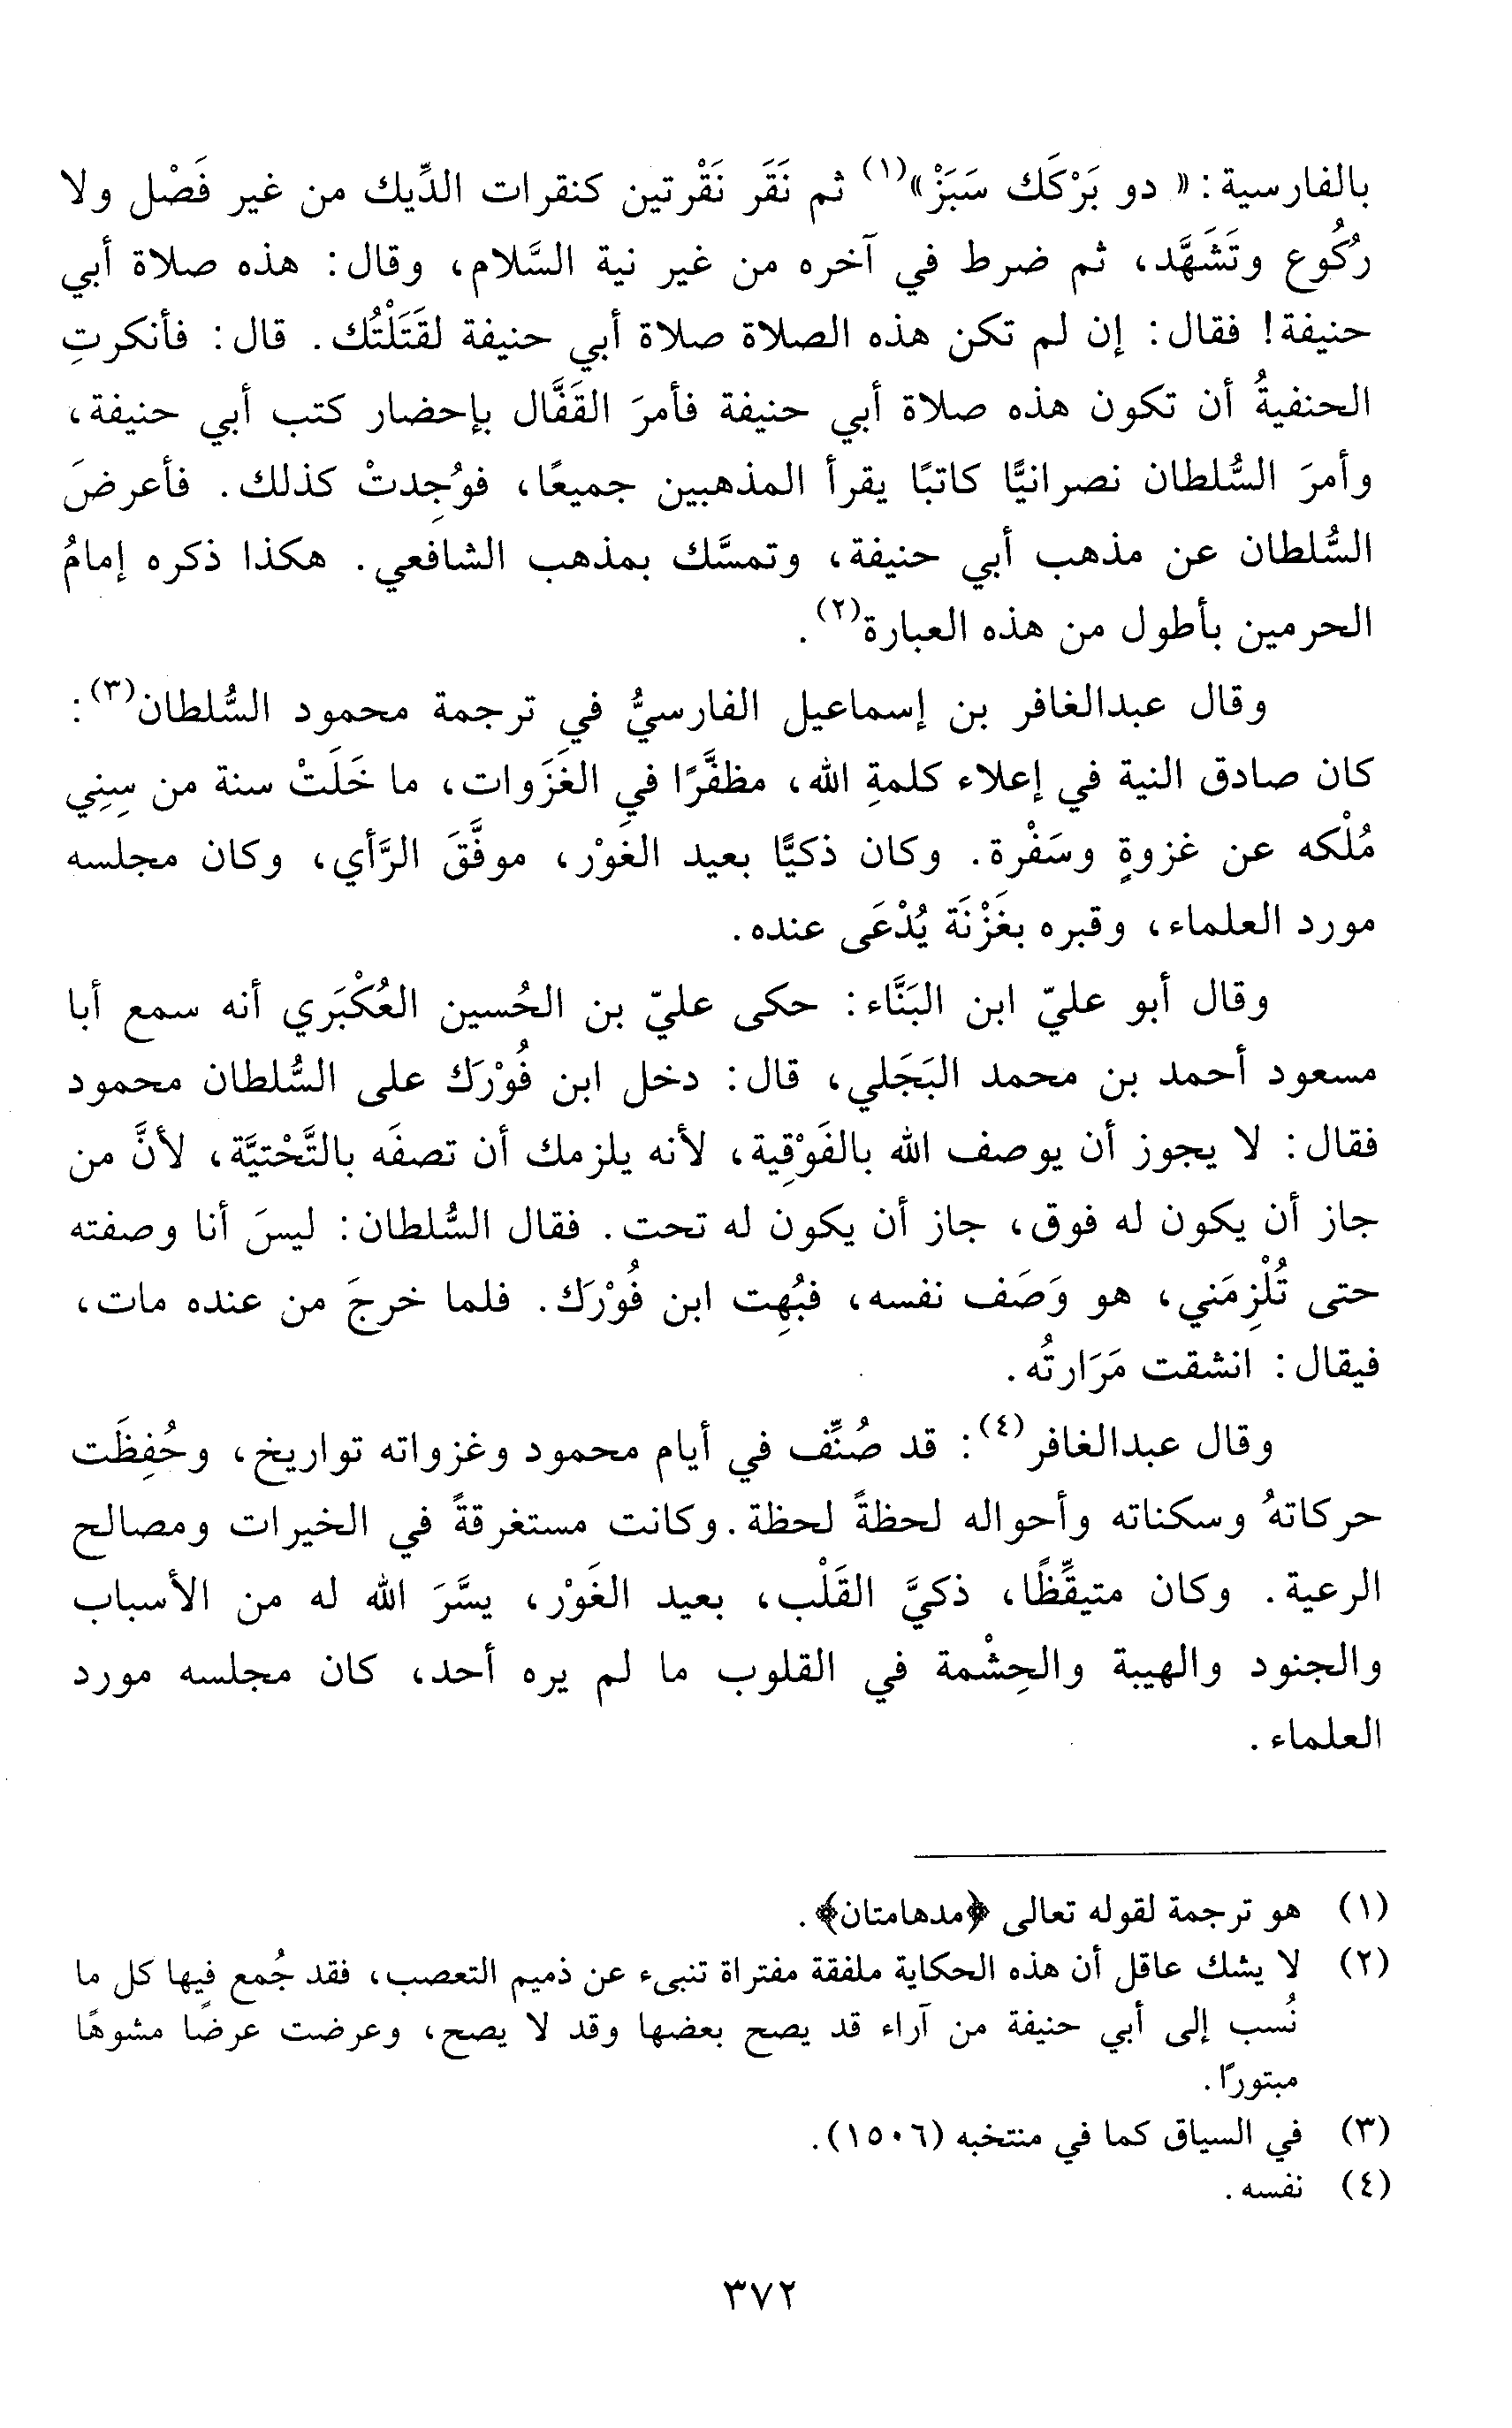 بالفارسية: « دو بَرْكَك سَبَزْ»(١) ثم نَقَر نَقْرتين كنقرات الدِّيك من غير فَصْل ولا
رُكُوع وتَشَهَّد، ثم ضرط في آخره من غير نية السَّلام، وقال: هذه صلاة أبي
حنيفة! فقال: إن لم تكن هذه الصلاة صلاة أبي حنيفة لقَتَلْتُك. قال: فأنكرتِ
الحنفيةُ أن تكون هذه صلاة أبي حنيفة فأمرَ القَفَّال بإحضار كتب أبي حنيفة،
وأمرَ السُّلطان نصرانيًّا كاتبًا يقرأ المذهبين جميعًا، فوُجِدتْ كذلك. فأعرضَ
السُّلطان عن مذهب أبي حنيفة، وتمسَّك بمذهب الشافعي. هكذا ذكره إمامُ
الحرمين بأطول من هذه العبارة(٢).
وقال عبدالغافر بن إسماعيل الفارسيُّ في ترجمة محمود السُّلطان(٣):
كان صادق النية في إعلاء كلمةِ الله، مظفَّرًا في الغَزَوات، ما خَلَتْ سنة من سِنِي
مُلْكه عن غزوةٍ وسَفْرة. وكان ذكيًّا بعيد الغَوْر، موفَّقَ الرَّأي، وكان مجلسه
مورد العلماء، وقبره بغَزْنَة يُدْعَى عنده.
وقال أبو عليّ ابن البَنَّاء: حكى عليّ بن الحُسين العُكْبَري أنه سمع أبا
مسعود أحمد بن محمد البَجَلي، قال: دخل ابن فُوْرَك على السُّلطان محمود
فقال: لا يجوز أن يوصف الله بالفَوْقِية، لأنه يلزمك أن تصفَه بالتَّحْتيَّة، لأنَّ من
جاز أن يكون له فوق، جاز أن يكون له تحت. فقال السُّلطان: ليسَ أنا وصفته
حتى تُلْزِمَني، هو وَصَف نفسه، فبُهِت ابن فُوْرَك. فلما خرجَ من عنده مات،
فيقال: انشقت مَرَارتُه.
وقال عبدالغافر(٤): قد صُنِّف في أيام محمود وغزواته تواريخ، وحُفِظَت
حركاتهُ وسكناته وأحواله لحظةً لحظة. وكانت مستغرقةً في الخيرات ومصالح
الرعية. وكان متيقِّظًا، ذكيَّ القَلْب، بعيد الغَوْر، يسَّرَ الله له من الأسباب
والجنود والهيبة والحِشْمة في القلوب ما لم يره أحد، كان مجلسه مورد
العلماء.
(١) هو ترجمة لقوله تعالى ﴿مدهامتان﴾.
(٢) لا يشك عاقل أن هذه الحكاية ملفقة مفتراة تنبىء عن ذميم التعصب، فقد جُمع فيها كل ما
نُسب إلى أبي حنيفة من آراء قد يصح بعضها وقد لا يصح، وعرضت عرضًا مشوهًا
مبتورًا.
(٣) في السياق كما في منتخبه (١٥٠٦).
(٤) نفسه.
٣٧٢